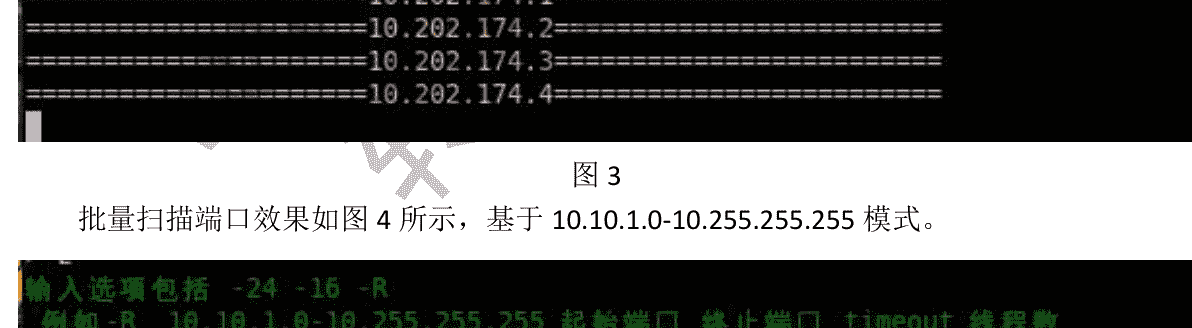 =====================10.202.174.2========================
=====================10.202.174.3========================
=====================10.202.174.4========================
图 3
批量扫描端口效果如图 4 所示，基于 10.10.1.0-10.255.255.255 模式。
输入选项包括 -24 -16 -R
例如-R 10.10.1.0-10.255.255.255 起始端口 终止端口 timeout 线程数